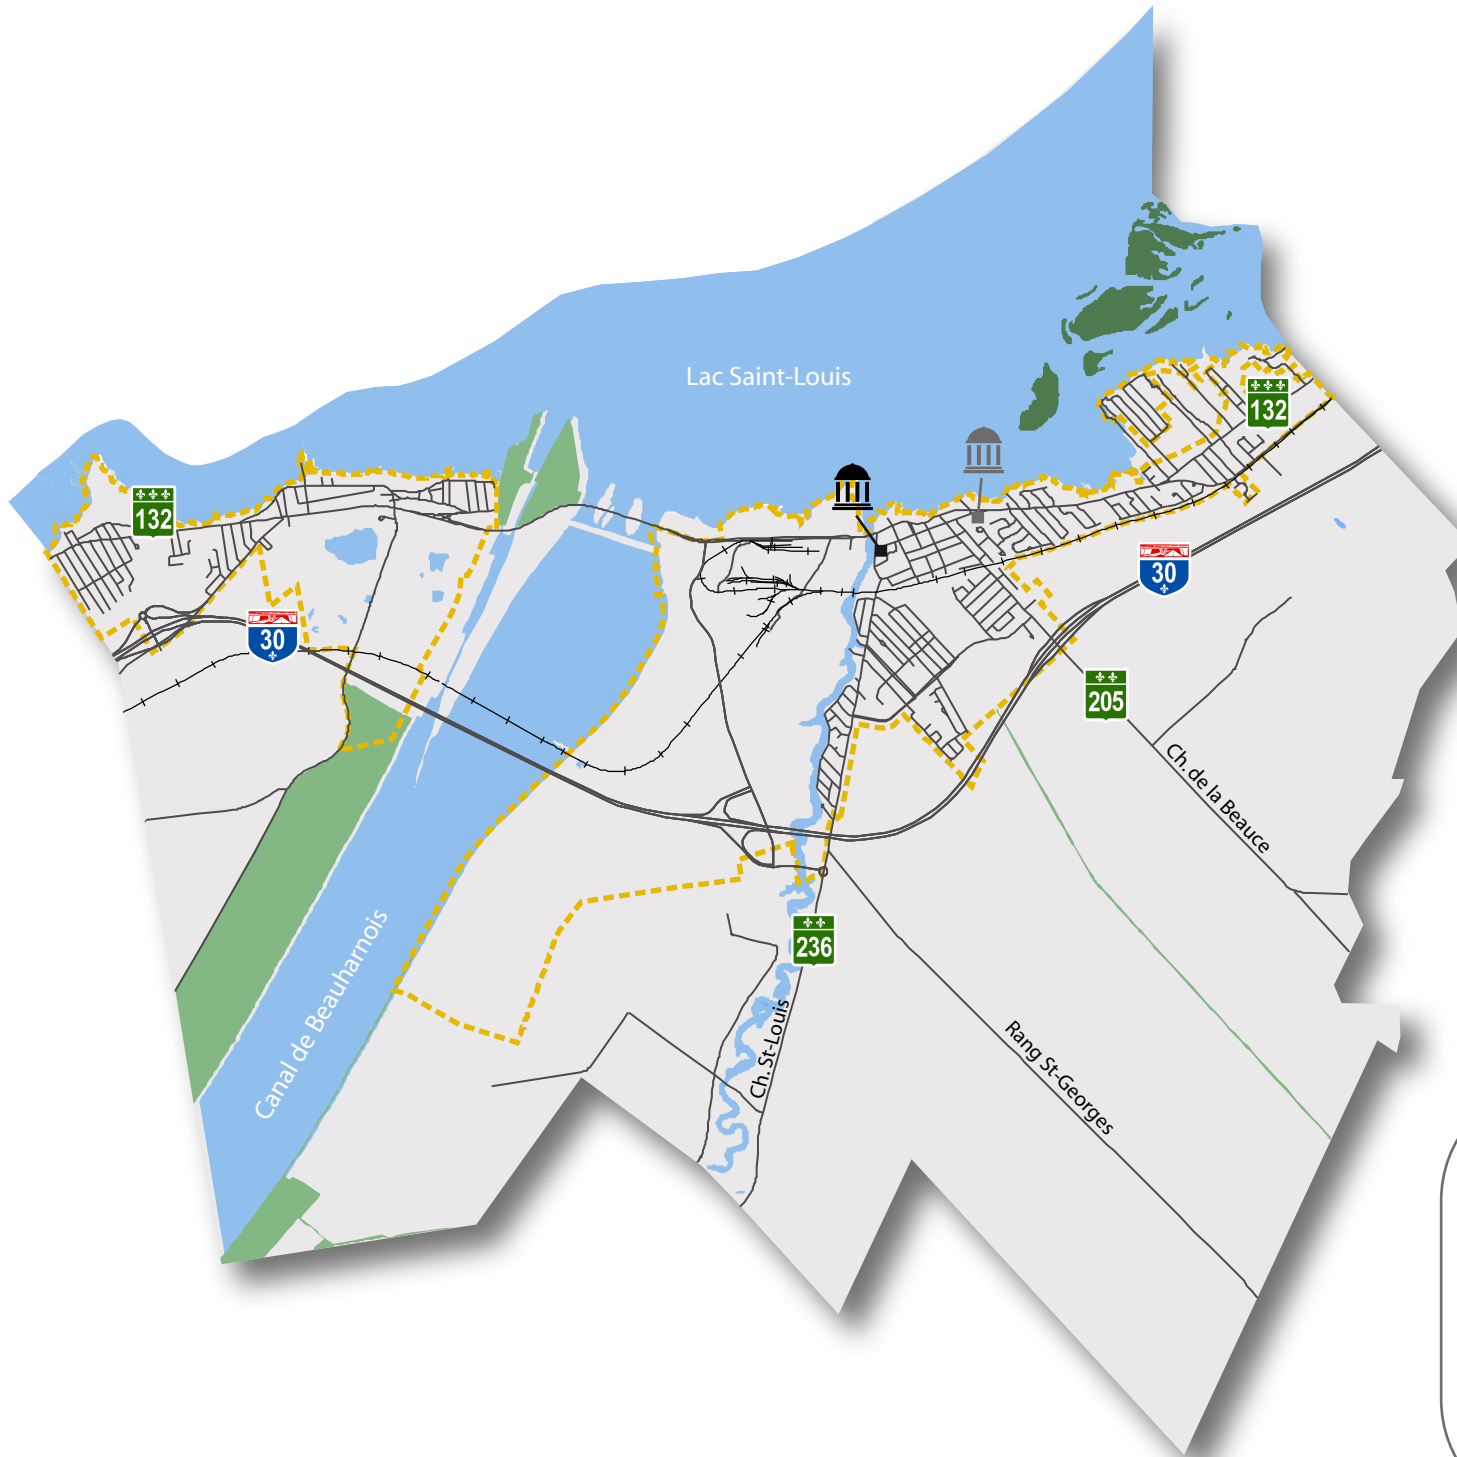 Lac Saint-Louis
132
132
30
30
205
Ch. de la Beauce
236
Canal de Beauharnois
Ch. St-Louis
Rang St-Georges